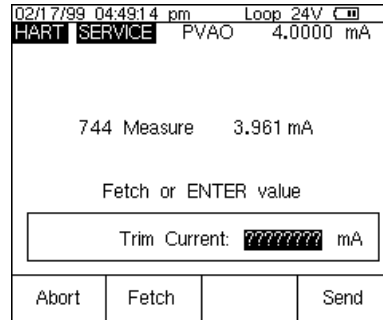 02/17/99 04:49:14 pm Loop 24V
HART SERVICE PVAO 4.0000 mA
744 Measure 3.961 mA
Fetch or ENTER value
Trim Current: ???????? mA
Abort Fetch Send